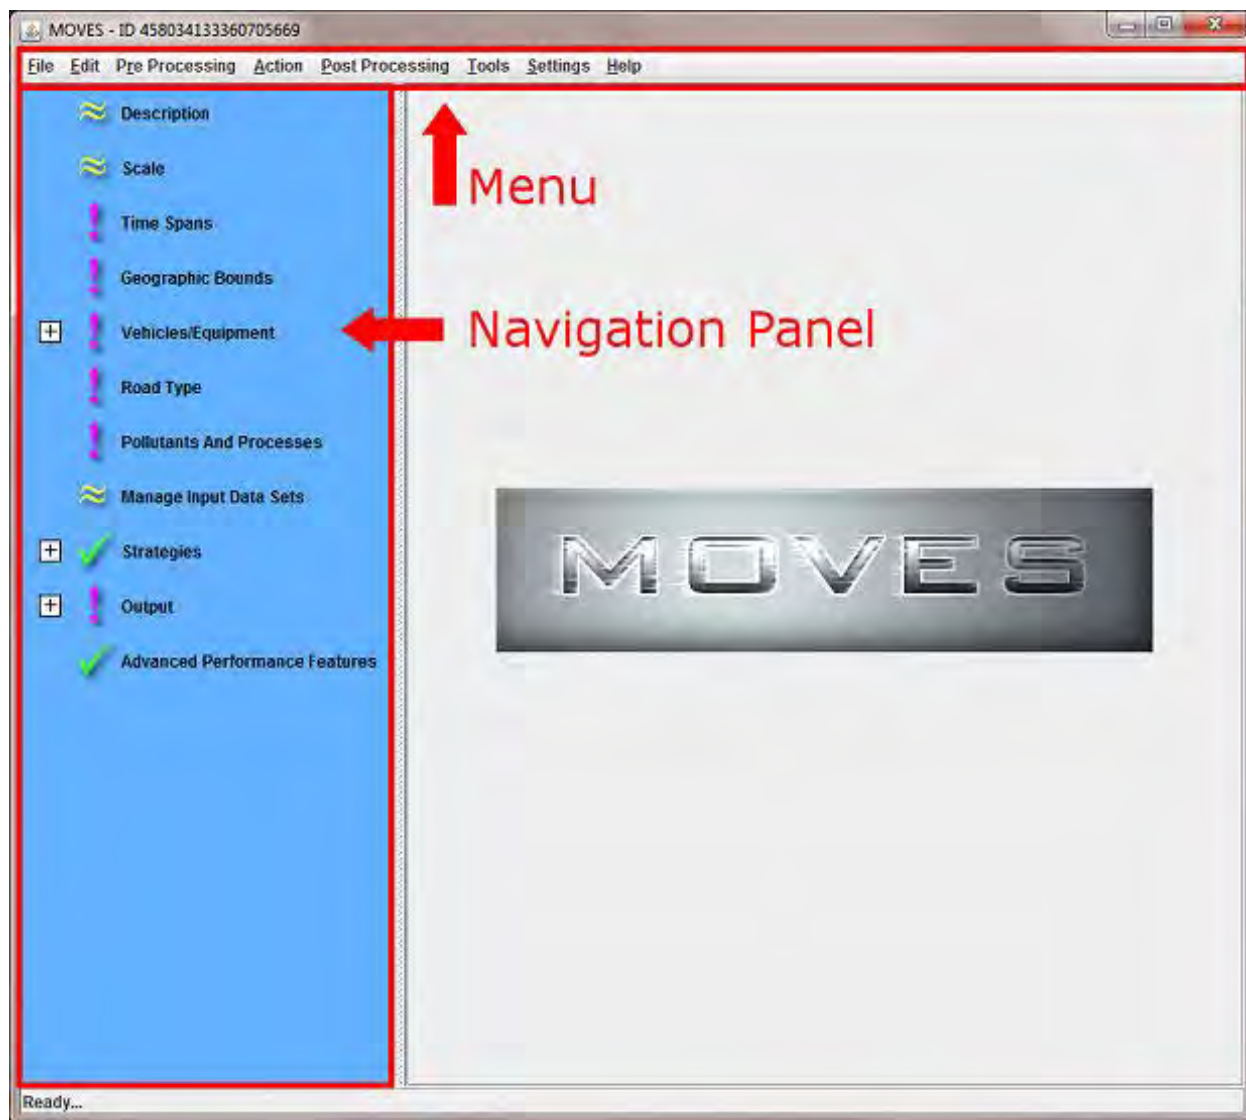 MOVES - ID 458034133360705669
File Edit Pre Processing Action Post Processing Tools Settings Help
Description
Scale
Menu
Time Spans
Geographic Bounds
Vehicles/Equipment
Navigation Panel
Road Type
Pollutants And Processes
Manage Input Data Sets
Strategies
MOVES
Output
Advanced Performance Features
Ready...